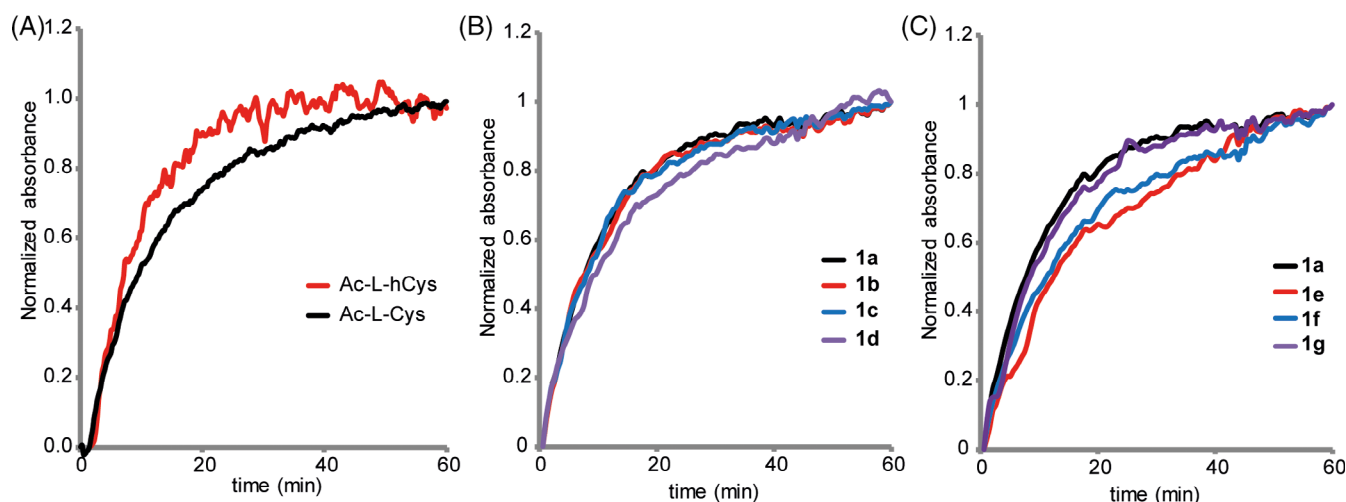 (A)
Normalized absorbance
1.2
1.0
0.8
0.6
0.4
0.2
0.0
0
20
40
60
time (min)
Ac-L-hCys
Ac-L-Cys
(B)
Normalized absorbance
1.2
1
0.8
0.6
0.4
0.2
0
0
20
40
60
time (min)
1a
1b
1c
1d
(C)
Normalized absorbance
1.2
1
0.8
0.6
0.4
0.2
0
0
20
40
60
time (min)
1a
1e
1f
1g